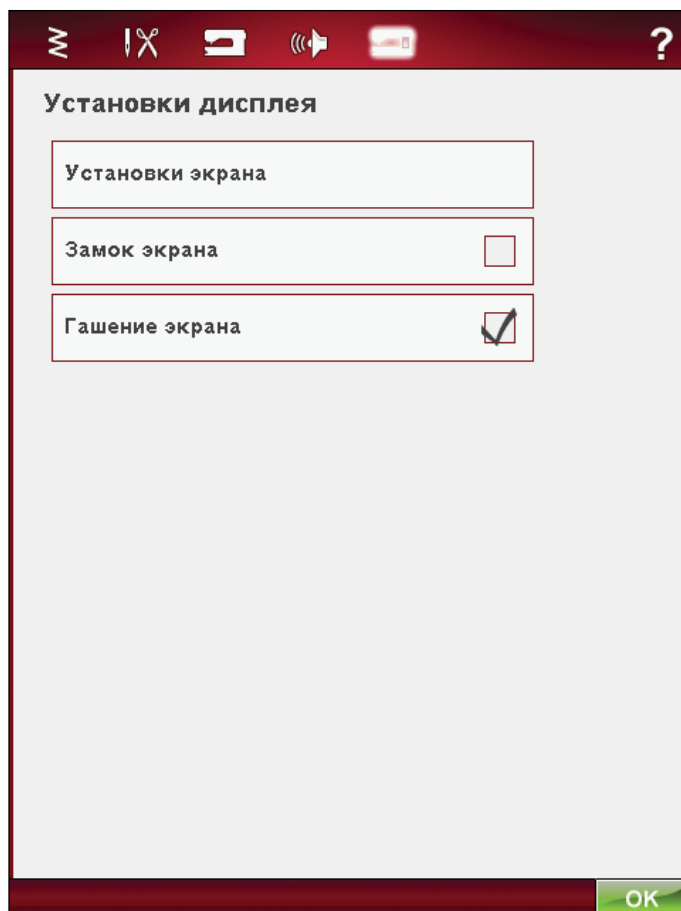 ?
Установки дисплея
Установки экрана
Замок экрана
Гашение экрана
OK